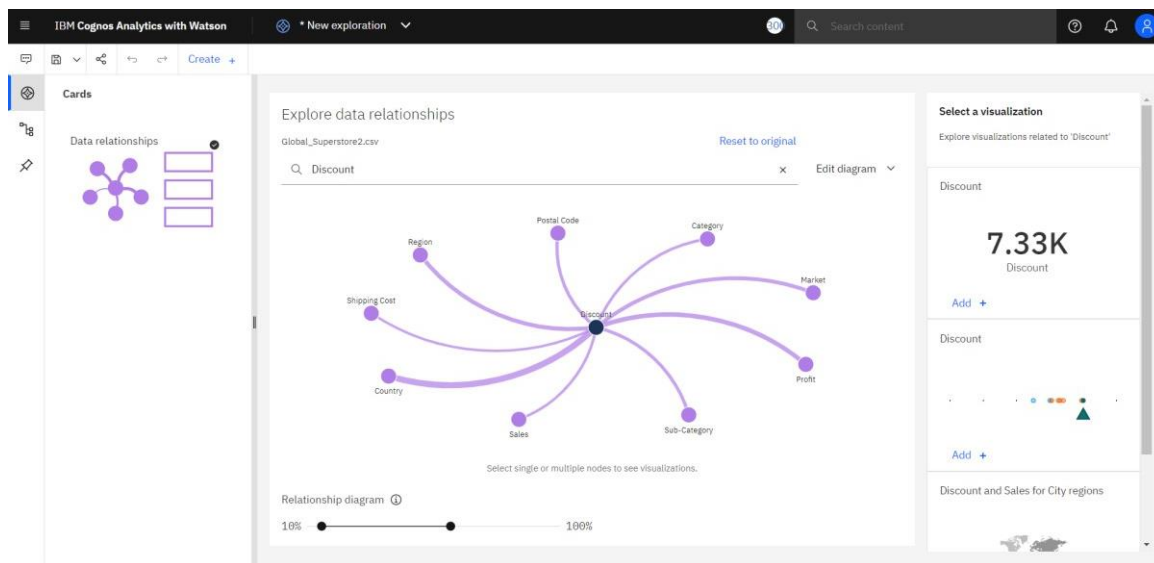 IBM Cognos Analytics with Watson
* New exploration
Search content
Create +
Cards
Data relationships
Explore data relationships
Global_Superstore2.csv
Reset to original
Discount
Edit diagram
Postal Code
Category
Region
Market
Shipping Cost
Discount
Country
Profit
Sales
Sub-Category
Select single or multiple nodes to see visualizations.
Relationship diagram
10%
100%
Select a visualization
Explore visualizations related to 'Discount'
Discount
7.33K
Discount
Add +
Discount
Add +
Discount and Sales for City regions